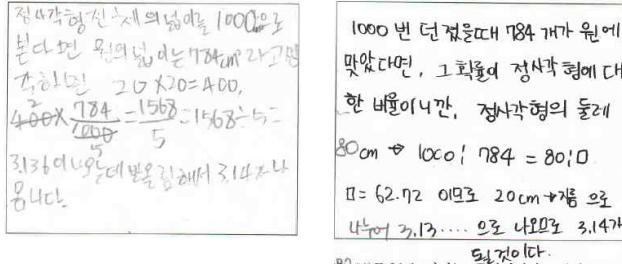 정사각형 전체의 넓이를 1000으로
본다면 원의 넓이는 784cm² 라고 생
각하면 20×20=400,
400×784/1000=1568/5=1568÷5=
3.136이 나오는데 반올림해서 3.14가 나
옵니다.
1000 번 던졌을때 784 개가 원에
맞았다면, 그 확률이 정사각형에 대
한 비율이니깐, 정사각형의 둘레
80cm → 1000 : 784 = 80 : □
□= 62.72 이므로 20cm→지름 으로
나누어 3.13..... 으로 나오므로 3.14가
될것이다.